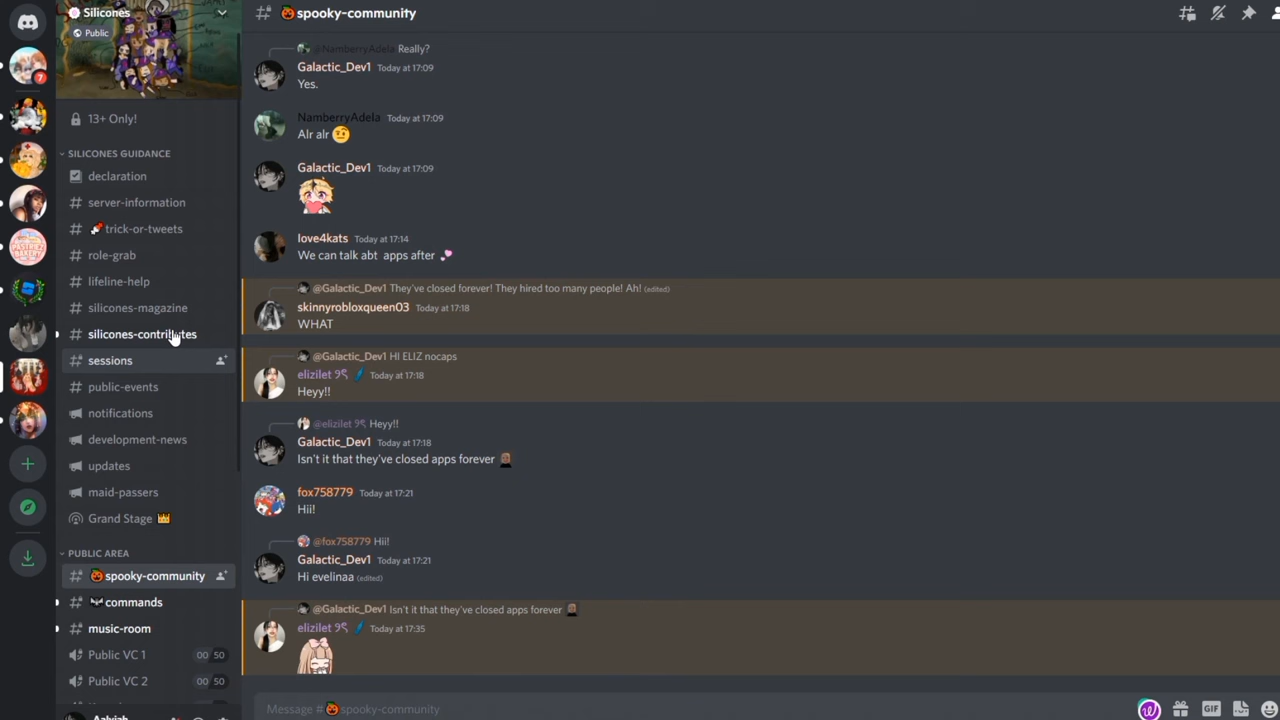 Silicones
Public
13+ Only!
SILICONES GUIDANCE
declaration
server-information
trick-or-tweets
role-grab
lifeline-help
silicones-magazine
silicones-contributes
sessions
public-events
notifications
development-news
updates
maid-passers
Grand Stage
PUBLIC AREA
spooky-community
commands
music-room
Public VC 1 00 50
Public VC 2 00 50
7
spooky-community
@NamberryAdela Really?
Galactic_Dev1 Today at 17:09
Yes.
NamberryAdela Today at 17:09
Alr alr 🤨
Galactic_Dev1 Today at 17:09
love4kats Today at 17:14
We can talk abt apps after
@Galactic_Dev1 They've closed forever! They hired too many people! Ah! (edited)
skinnyrobloxqueen03 Today at 17:18
WHAT
@Galactic_Dev1 HI ELIZ nocaps
elizilet Today at 17:18
Heyy!!
@elizilet Heyy!!
Galactic_Dev1 Today at 17:18
Isn't it that they've closed apps forever
fox758779 Today at 17:21
Hii!
@fox758779 Hii!
Galactic_Dev1 Today at 17:21
Hi evelinaa (edited)
@Galactic_Dev1 Isn't it that they've closed apps forever
elizilet Today at 17:35
Message # 🎃spooky-community
GIF